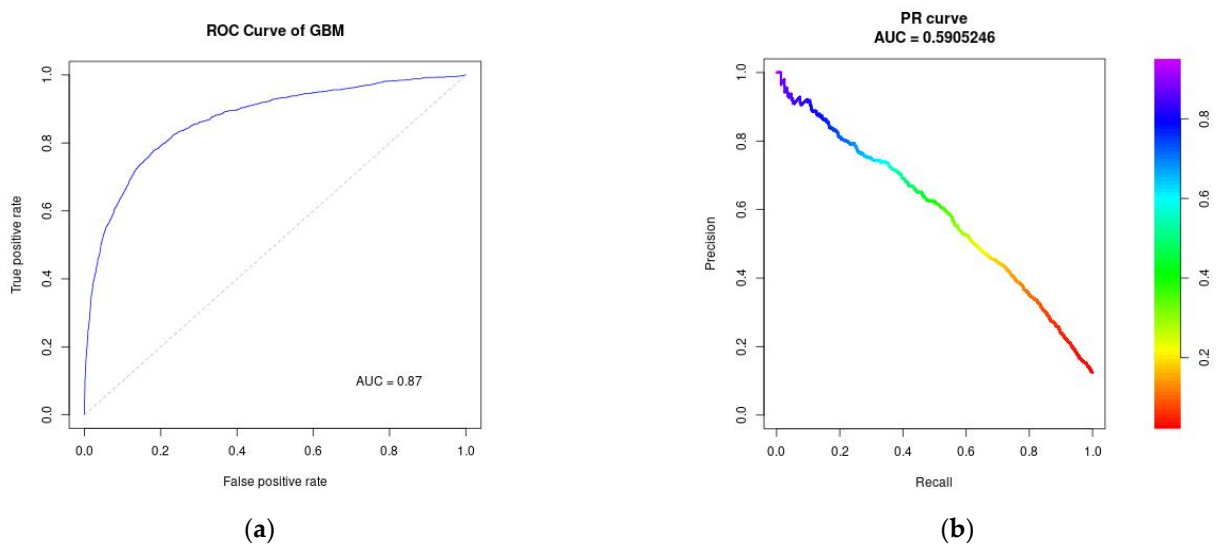 ROC Curve of GBM
True positive rate
1.0
0.8
0.6
0.4
0.2
0.0
AUC = 0.87
0.0 0.2 0.4 0.6 0.8 1.0
False positive rate
(a)
PR curve
AUC = 0.5905246
Precision
1.0
0.8
0.6
0.4
0.2
0.0
0.0 0.2 0.4 0.6 0.8 1.0
Recall
0.8
0.6
0.4
0.2
(b)